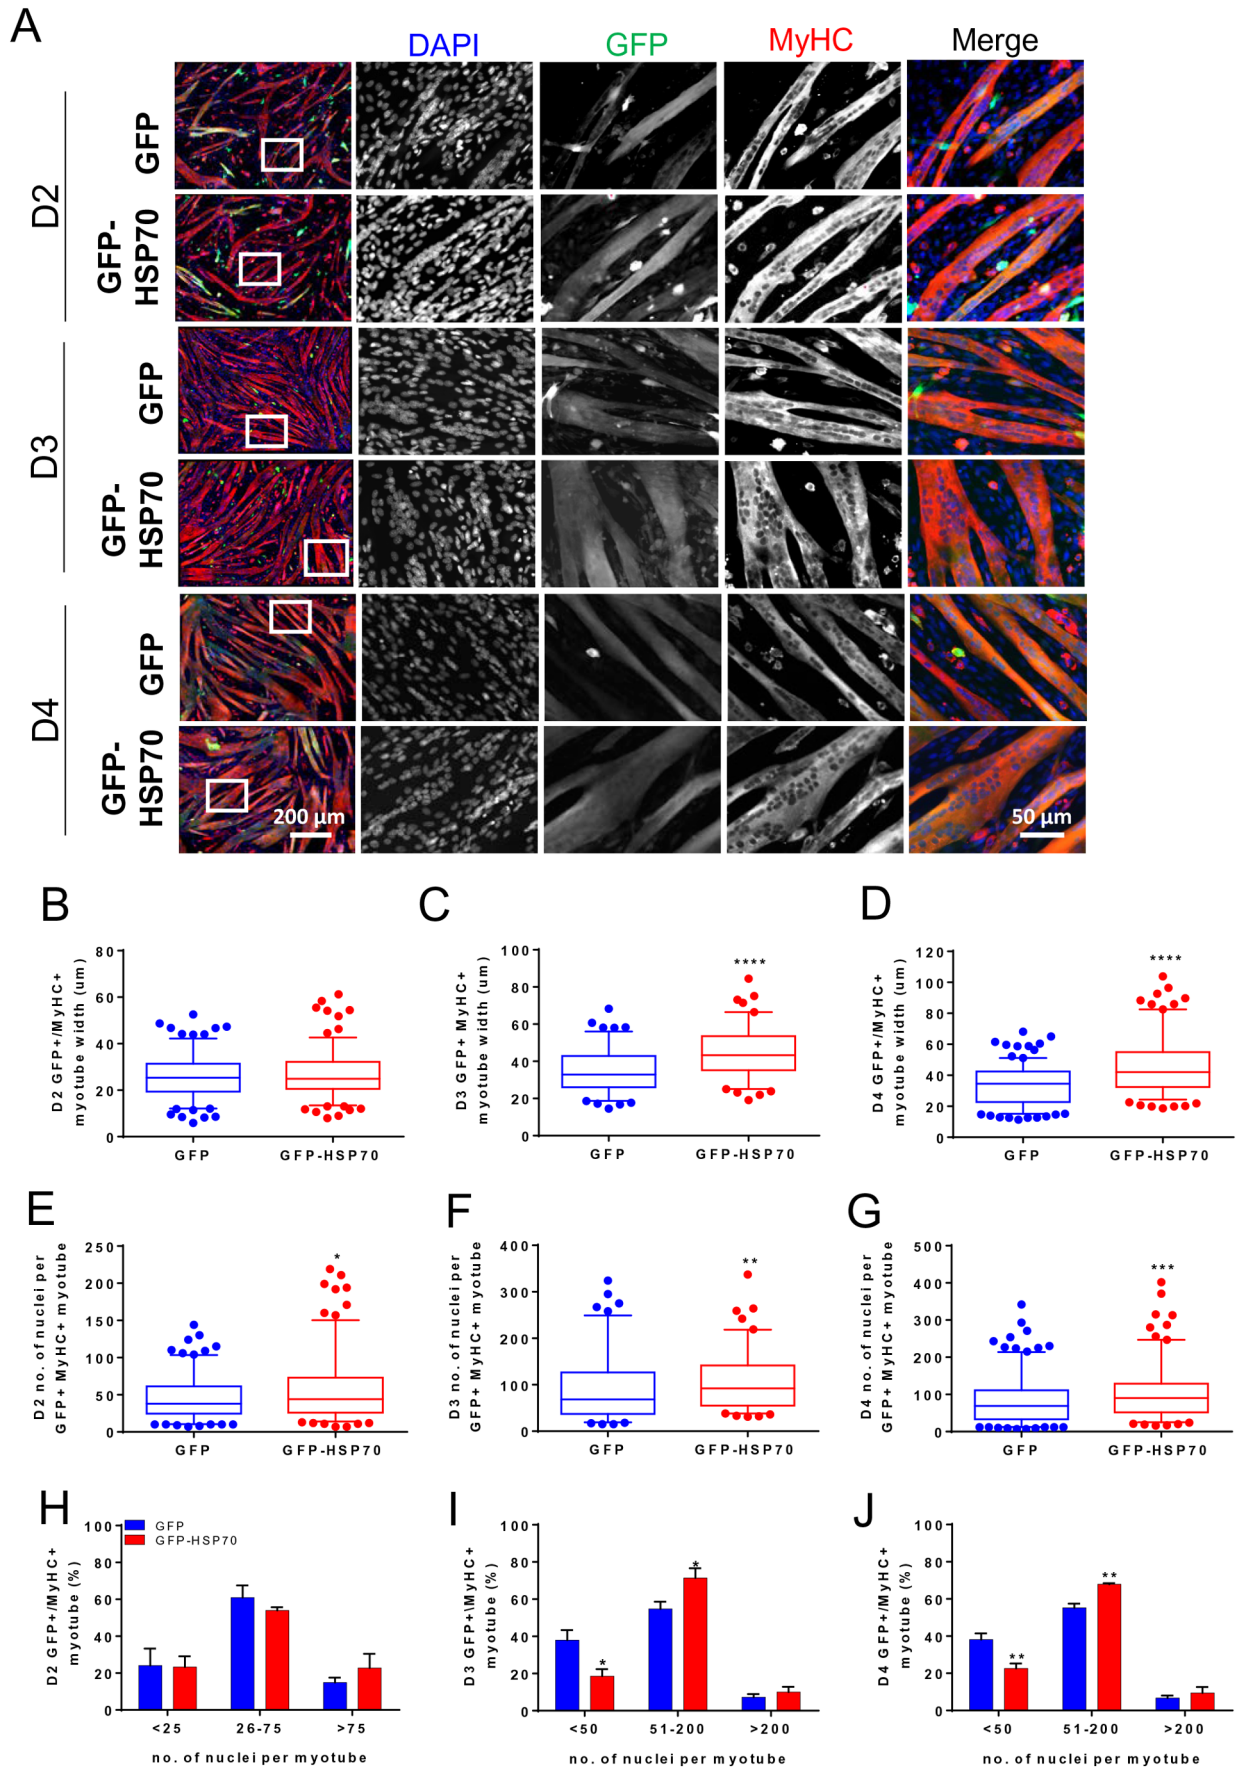 A
DAPI GFP MyHC Merge
D2
GFP
GFP-
HSP70
D3
GFP
GFP-
HSP70
D4
GFP
GFP-
HSP70
200 µm
50 µm
B
D2 GFP+/MyHC+
myotube width (um)
80
60
40
20
0
GFP GFP-HSP70
C
D3 GFP+ MyHC+
myotube width (um)
100
80
60
40
20
0
****
GFP GFP-HSP70
D
D4 GFP+/MyHC+
myotube width (um)
120
100
80
60
40
20
0
****
GFP GFP-HSP70
E
D2 no. of nuclei per
GFP+ MyHC+ myotube
250
200
150
100
50
0
*
GFP GFP-HSP70
F
D3 no. of nuclei per
GFP+ MyHC+ myotube
400
300
200
100
0
**
GFP GFP-HSP70
G
D4 no. of nuclei per
GFP+ MyHC+ myotube
500
400
300
200
100
0
***
GFP GFP-HSP70
H
D2 GFP+/MyHC+
myotube (%)
100
80
60
40
20
0
GFP
GFP-HSP70
<25 26-75 >75
no. of nuclei per myotube
I
D3 GFP+\MyHC+
myotube (%)
100
80
60
40
20
0
*
*
<50 51-200 >200
no. of nuclei per myotube
J
D4 GFP+/MyHC+
myotube (%)
100
80
60
40
20
0
**
**
<50 51-200 >200
no. of nuclei per myotube